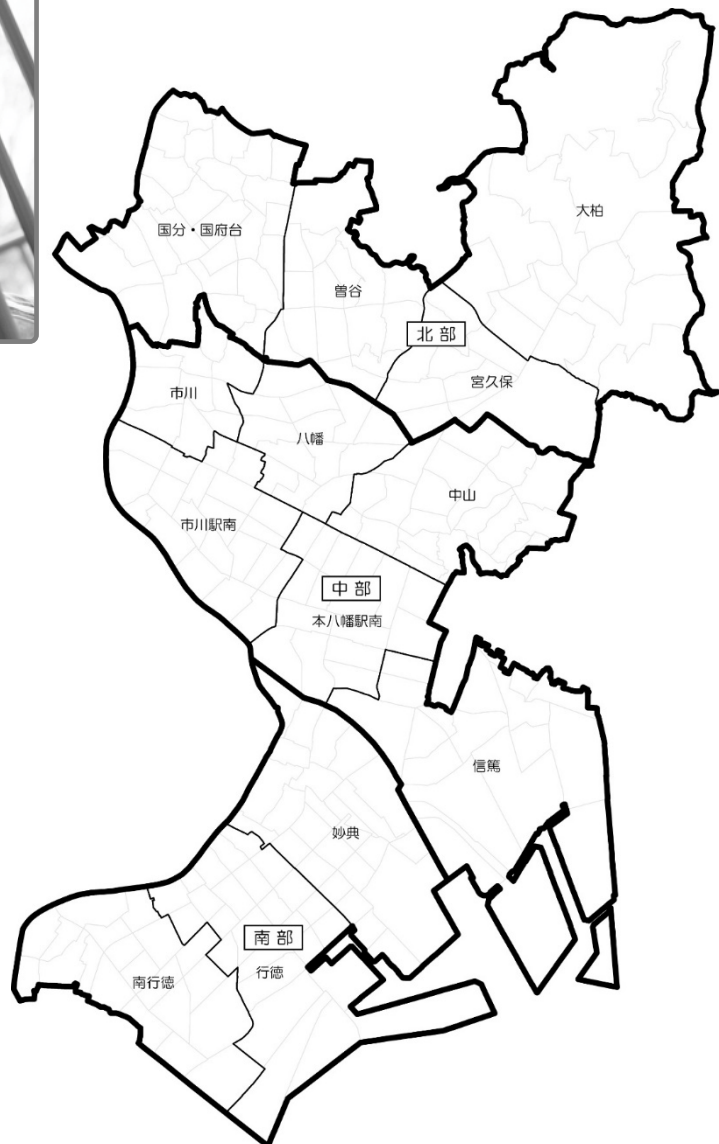 大柏
国分・国府台
曽谷
北部
宮久保
市川
八幡
中山
市川駅南
中部
本八幡駅南
信篤
妙典
南部
行徳
南行徳